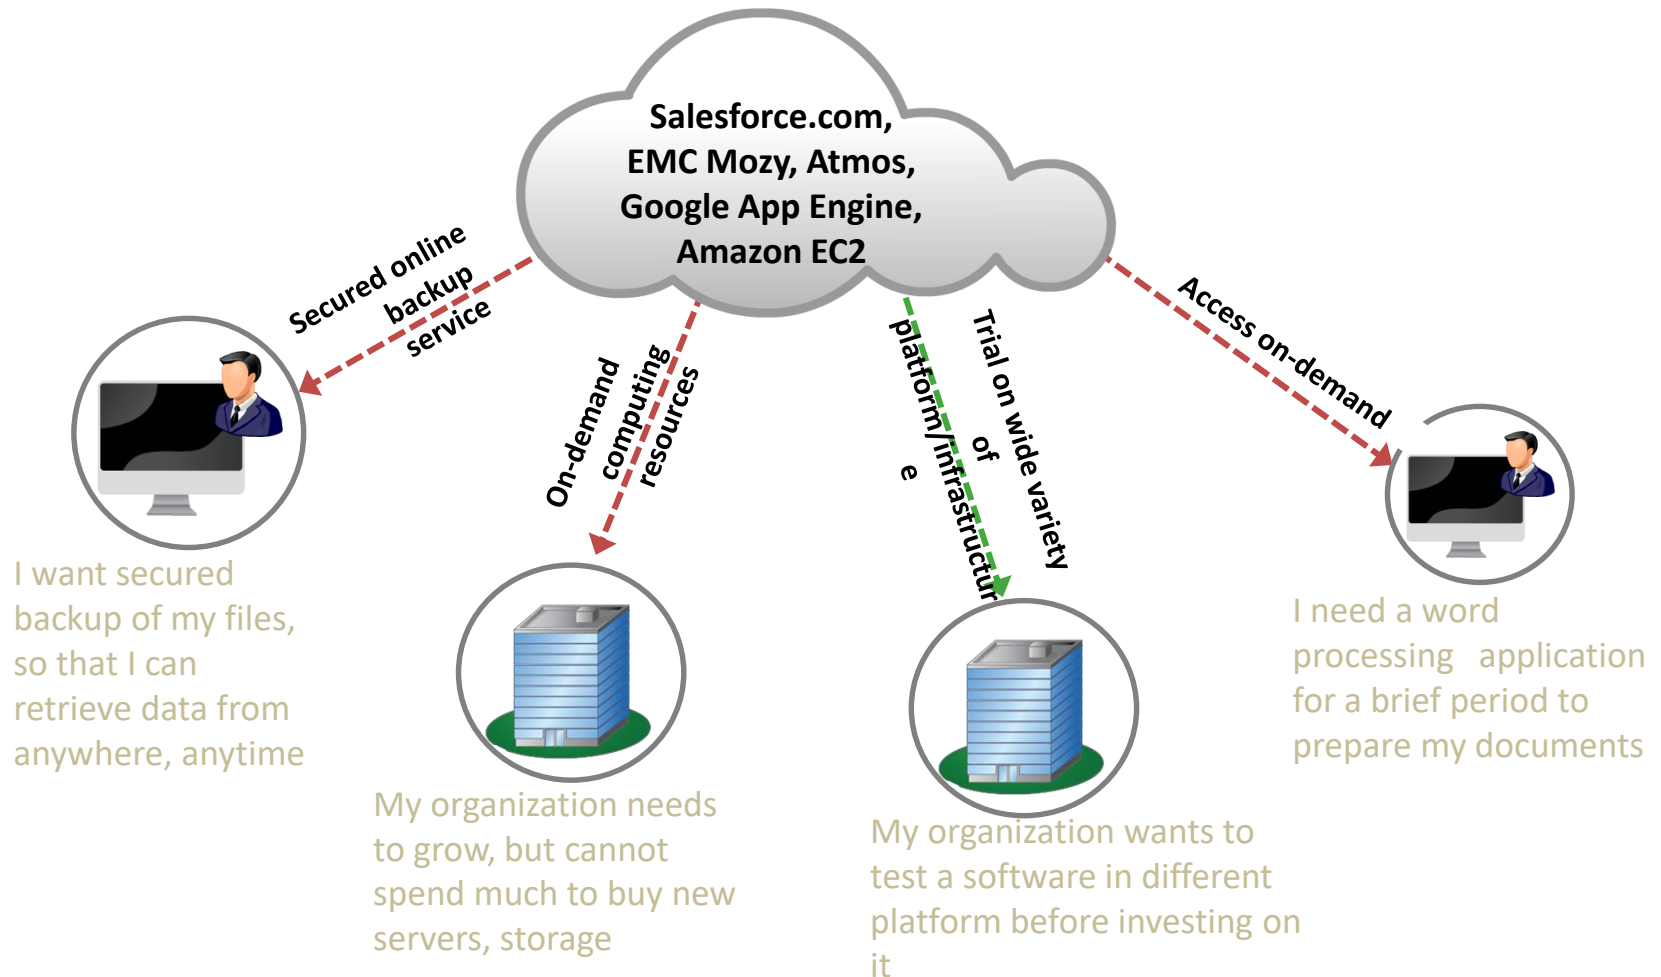 Salesforce.com,
EMC Mozy, Atmos,
Google App Engine,
Amazon EC2
Secured online
backup
service
On-demand
computing
resources
Trial on wide variety
of
platform/infrastructur
e
Access on-demand
I want secured
backup of my files,
so that I can
retrieve data from
anywhere, anytime
My organization needs
to grow, but cannot
spend much to buy new
servers, storage
My organization wants to
test a software in different
platform before investing on
it
I need a word
processing application
for a brief period to
prepare my documents